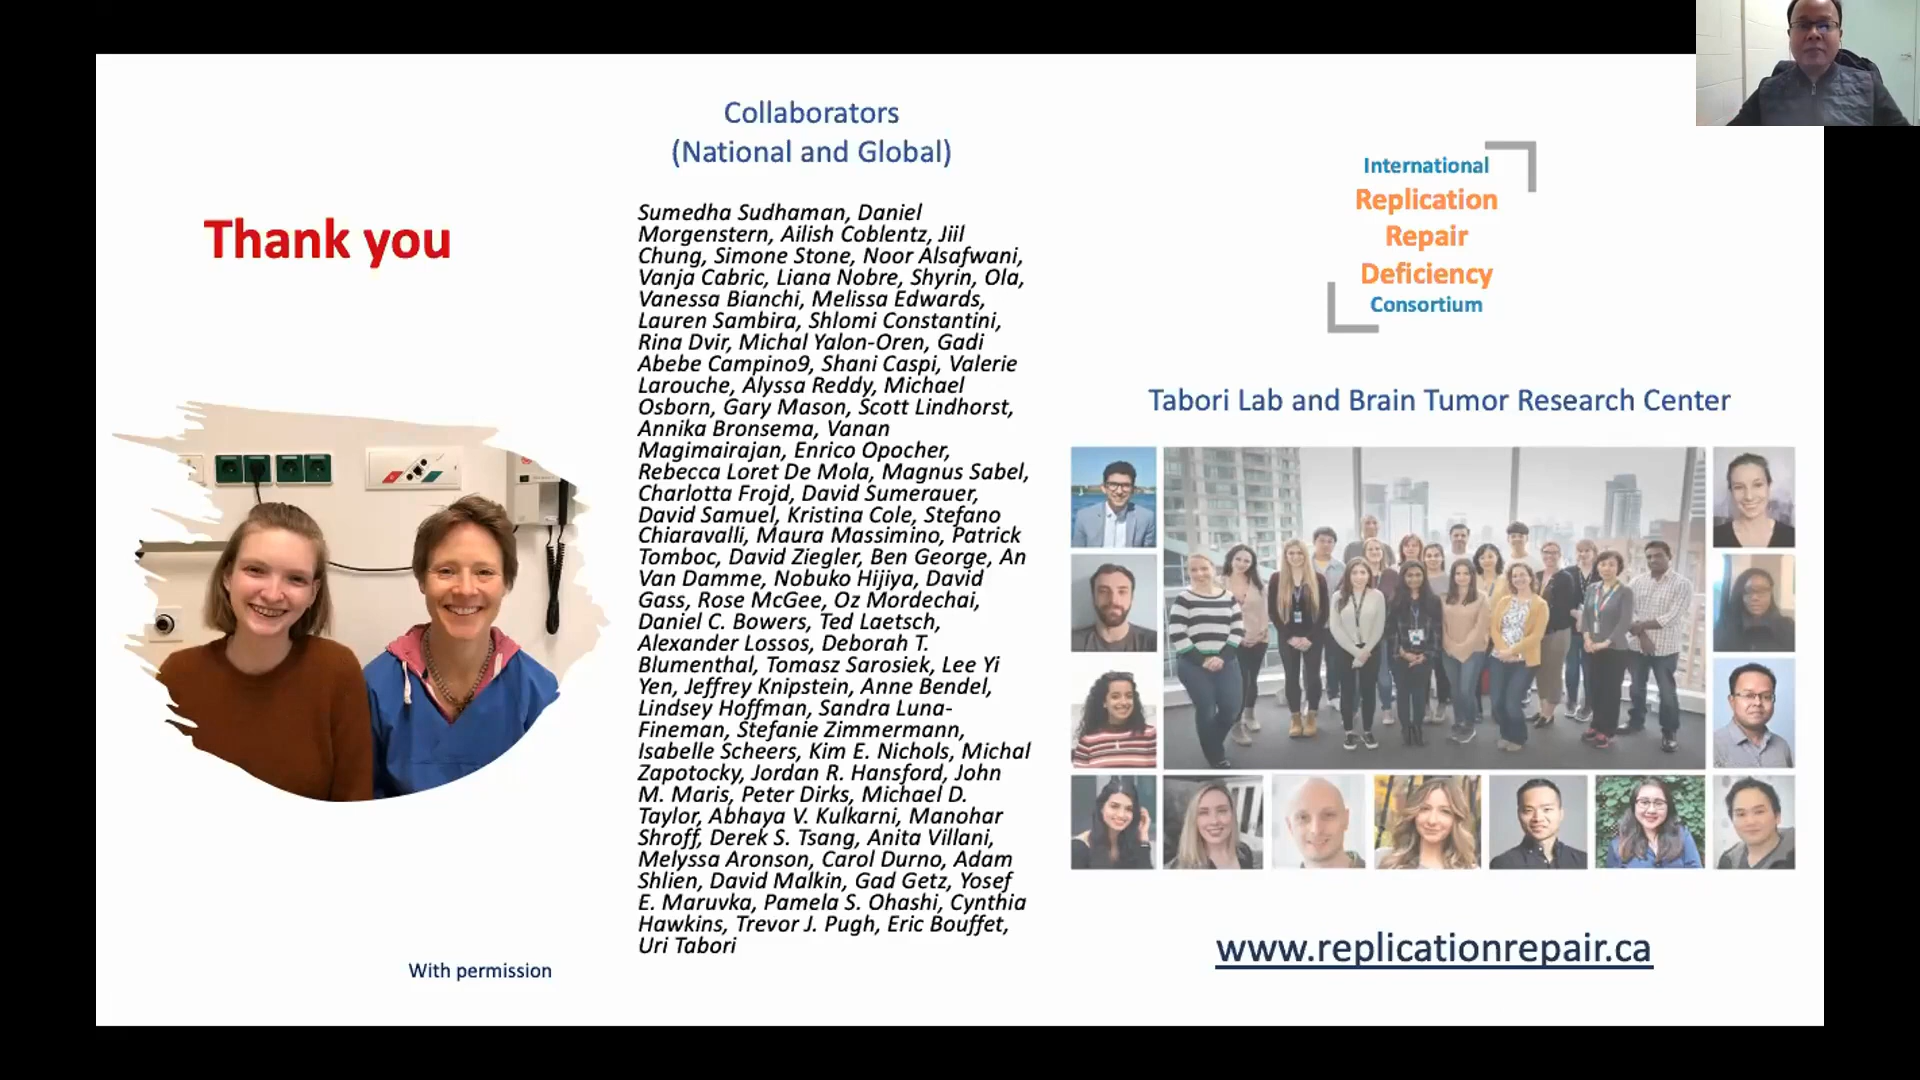 Thank you
With permission
Collaborators
(National and Global)
Sumedha Sudhaman, Daniel
Morgenstern, Ailish Coblentz, Jiil
Chung, Simone Stone, Noor Alsafwani,
Vanja Cabric, Liana Nobre, Shyrin, Ola,
Vanessa Bianchi, Melissa Edwards,
Lauren Sambira, Shlomi Constantini,
Rina Dvir, Michal Yalon-Oren, Gadi
Abebe Campino9, Shani Caspi, Valerie
Larouche, Alyssa Reddy, Michael
Osborn, Gary Mason, Scott Lindhorst,
Annika Bronsema, Vanan
Magimairajan, Enrico Opocher,
Rebecca Loret De Mola, Magnus Sabel,
Charlotta Frojd, David Sumerauer,
David Samuel, Kristina Cole, Stefano
Chiaravalli, Maura Massimino, Patrick
Tomboc, David Ziegler, Ben George, An
Van Damme, Nobuko Hijiya, David
Gass, Rose McGee, Oz Mordechai,
Daniel C. Bowers, Ted Laetsch,
Alexander Lossos, Deborah T.
Blumenthal, Tomasz Sarosiek, Lee Yi
Yen, Jeffrey Knipstein, Anne Bendel,
Lindsey Hoffman, Sandra Luna-
Fineman, Stefanie Zimmermann,
Isabelle Scheers, Kim E. Nichols, Michal
Zapotocky, Jordan R. Hansford, John
M. Maris, Peter Dirks, Michael D.
Taylor, Abhaya V. Kulkarni, Manohar
Shroff, Derek S. Tsang, Anita Villani,
Melyssa Aronson, Carol Durno, Adam
Shlien, David Malkin, Gad Getz, Yosef
E. Maruvka, Pamela S. Ohashi, Cynthia
Hawkins, Trevor J. Pugh, Eric Bouffet,
Uri Tabori
International
Replication
Repair
Deficiency
Consortium
Tabori Lab and Brain Tumor Research Center
www.replicationrepair.ca